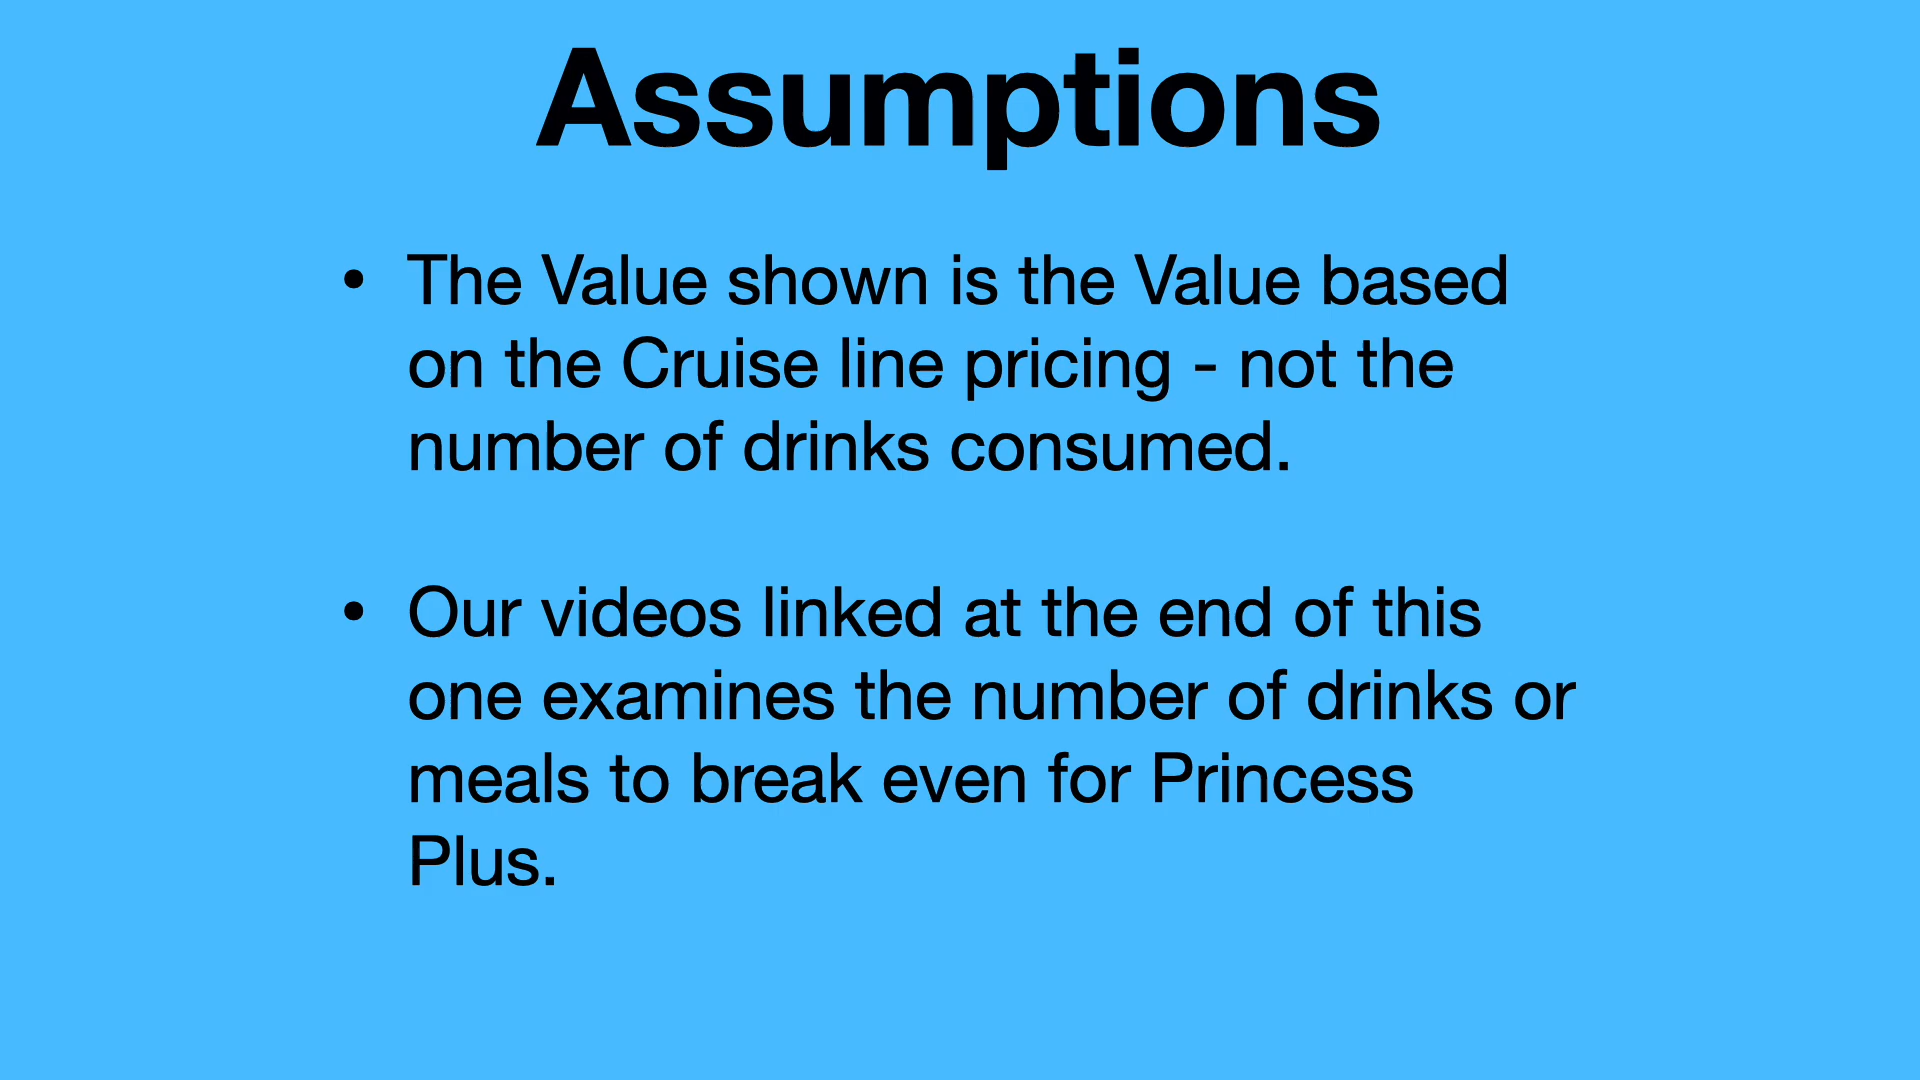 Assumptions
• The Value shown is the Value based
on the Cruise line pricing - not the
number of drinks consumed.
• Our videos linked at the end of this
one examines the number of drinks or
meals to break even for Princess
Plus.